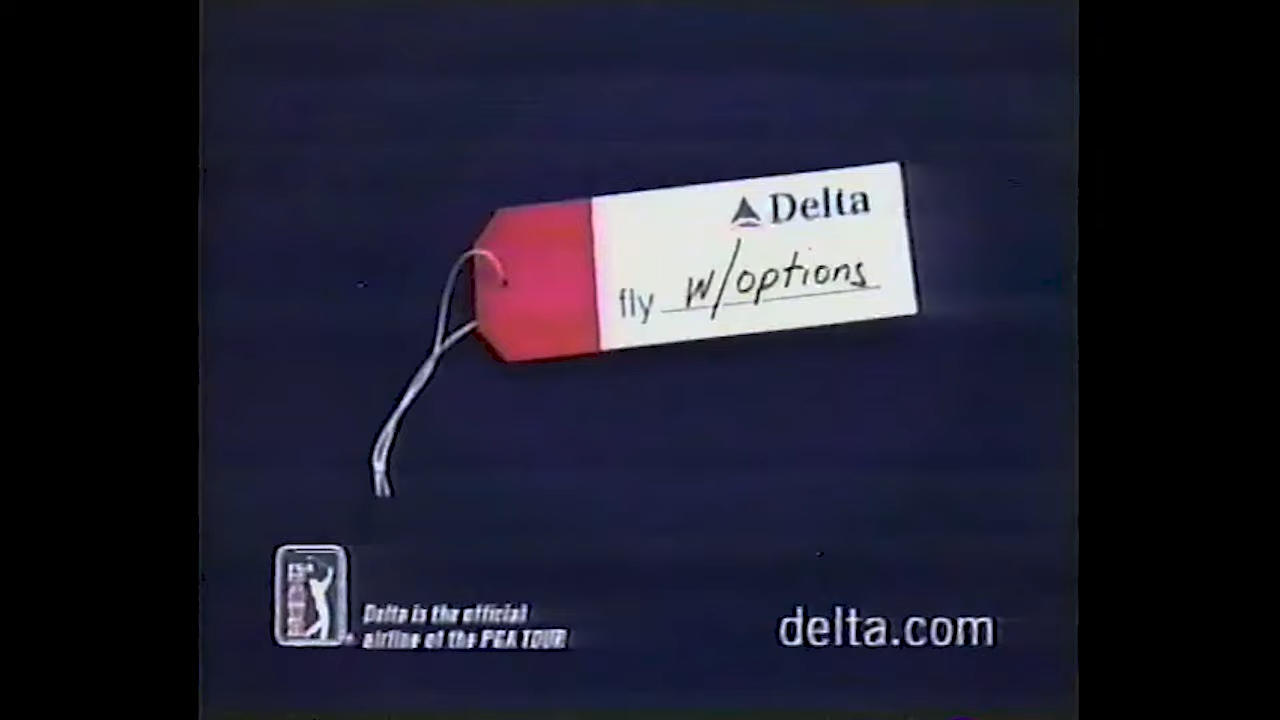 Delta
fly w/options
Delta is the official
airline of the PGA TOUR
delta.com